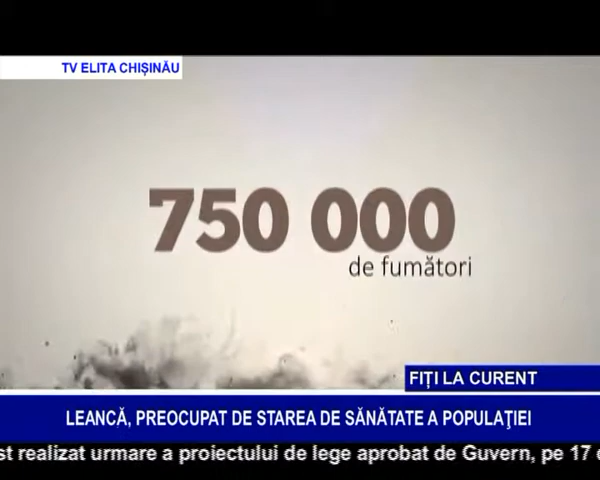 TV ELITA CHIȘINĂU
750 000
de fumători
FIȚI LA CURENT
LEANCĂ, PREOCUPAT DE STAREA DE SĂNĂTATE A POPULAŢIEI
realizat urmare a proiectului de lege aprobat de Guvern, pe 17